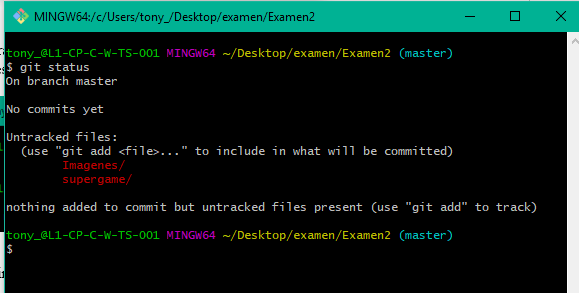 MINGW64:/c/Users/tony_/Desktop/examen/Examen2
tony_@L1-CP-C-W-TS-001 MINGW64 ~/Desktop/examen/Examen2 (master)
$ git status
On branch master
No commits yet
Untracked files:
(use "git add <file>..." to include in what will be committed)
Imagenes/
supergame/
nothing added to commit but untracked files present (use "git add" to track)
tony_@L1-CP-C-W-TS-001 MINGW64 ~/Desktop/examen/Examen2 (master)
$